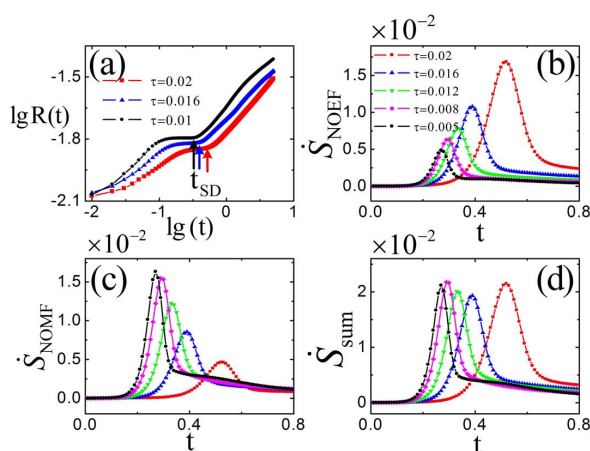 (a)
τ=0.02
τ=0.016
τ=0.01
lgR(t)
-1.5
-1.8
-2.1
t_SD
-2 -1 0 1
lg (t)
×10⁻²
(b)
τ=0.02
τ=0.016
τ=0.012
τ=0.008
τ=0.005
Ṡ_NOEF
1.5
1.0
0.5
0.0
0.0 0.4 0.8
t
×10⁻²
(c)
Ṡ_NOMF
1.5
1.0
0.5
0.0
0.0 0.4 0.8
t
×10⁻²
(d)
Ṡ_sum
2
1
0
0.0 0.4 0.8
t